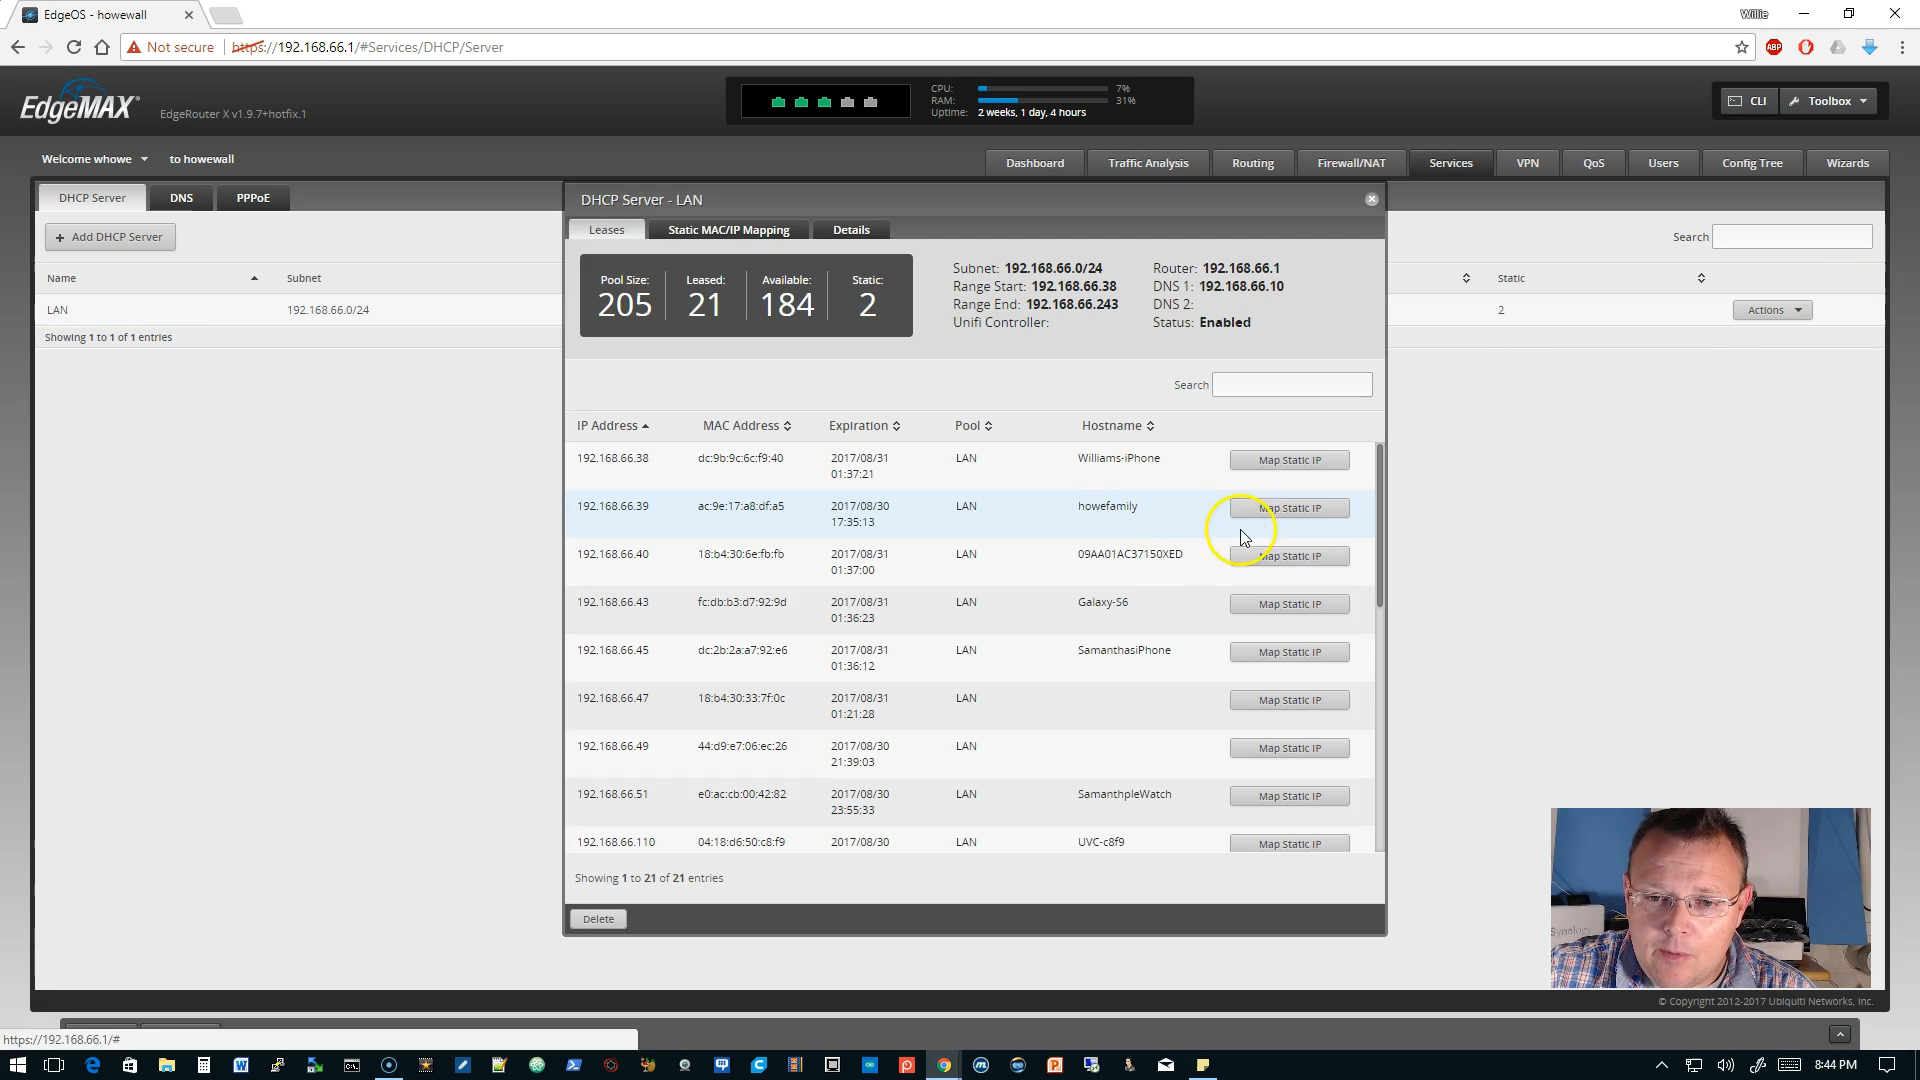 EdgeOS - howewall
Willie
Not secure https://192.168.66.1/#Services/DHCP/Server
ABP
EdgeMAX
EdgeRouter X v1.9.7+hotfix.1
CPU: 7%
RAM: 31%
Uptime: 2 weeks, 1 day, 4 hours
CLI Toolbox
Welcome whowe to howewall
Dashboard Traffic Analysis Routing Firewall/NAT Services VPN QoS Users Config Tree Wizards
DHCP Server DNS PPPoE
+ Add DHCP Server
Search
Name Subnet Static
LAN 192.168.66.0/24 2 Actions
Showing 1 to 1 of 1 entries
DHCP Server - LAN
Leases Static MAC/IP Mapping Details
Pool Size: Leased: Available: Static:
205 21 184 2
Subnet: 192.168.66.0/24 Router: 192.168.66.1
Range Start: 192.168.66.38 DNS 1: 192.168.66.10
Range End: 192.168.66.243 DNS 2:
Unifi Controller: Status: Enabled
Search
IP Address MAC Address Expiration Pool Hostname
192.168.66.38 dc:9b:9c:6c:f9:40 2017/08/31 01:37:21 LAN Williams-iPhone Map Static IP
192.168.66.39 ac:9e:17:a8:df:a5 2017/08/30 17:35:13 LAN howefamily Map Static IP
192.168.66.40 18:b4:30:6e:fb:fb 2017/08/31 01:37:00 LAN 09AA01AC37150XED Map Static IP
192.168.66.43 fc:db:b3:d7:92:9d 2017/08/31 01:36:23 LAN Galaxy-S6 Map Static IP
192.168.66.45 dc:2b:2a:a7:92:e6 2017/08/31 01:36:12 LAN SamanthasiPhone Map Static IP
192.168.66.47 18:b4:30:33:7f:0c 2017/08/31 01:21:28 LAN Map Static IP
192.168.66.49 44:d9:e7:06:ec:26 2017/08/30 21:39:03 LAN Map Static IP
192.168.66.51 e0:ac:cb:00:42:82 2017/08/30 23:55:33 LAN SamanthpleWatch Map Static IP
192.168.66.110 04:18:d6:50:c8:f9 2017/08/30 LAN UVC-c8f9 Map Static IP
Showing 1 to 21 of 21 entries
Delete
Synology
© Copyright 2012-2017 Ubiquiti Networks, Inc.
https://192.168.66.1/#
8:44 PM